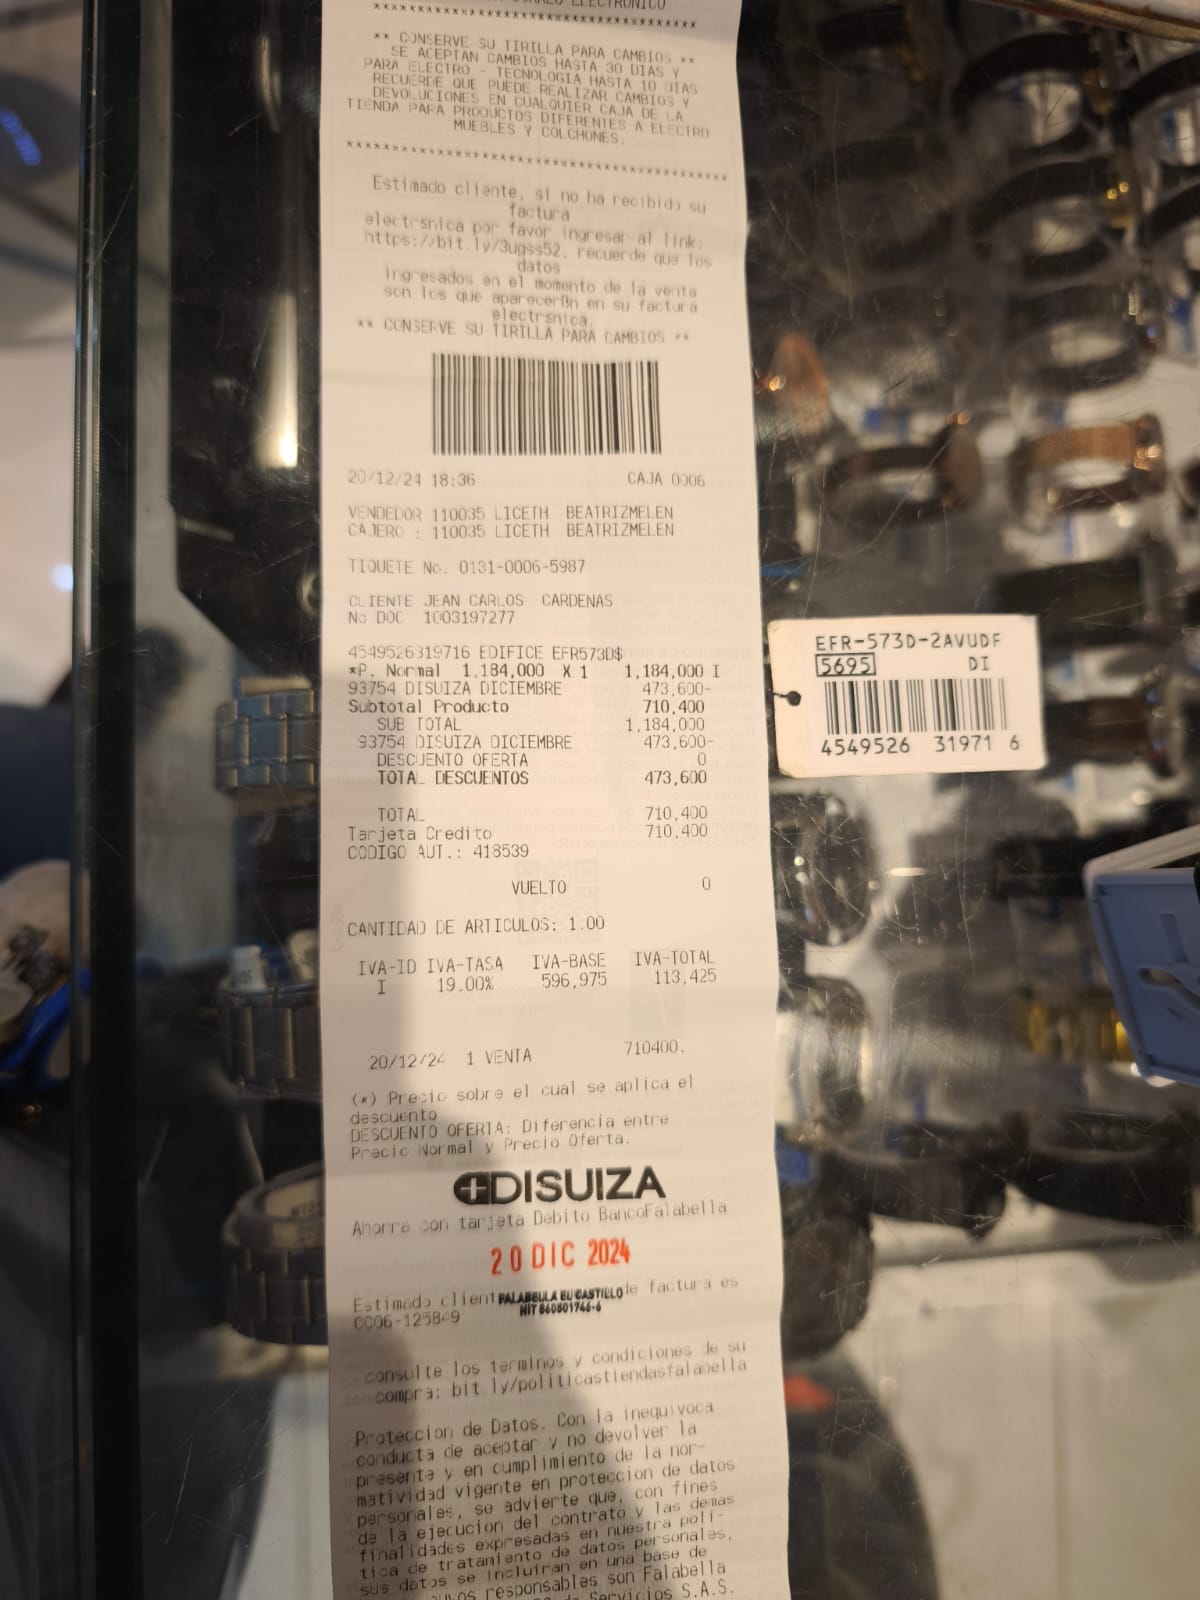 CORREO ELECTRONICO
****************************************
** CONSERVE SU TIRILLA PARA CAMBIOS **
SE ACEPTAN CAMBIOS HASTA 30 DIAS Y
PARA ELECTRO - TECNOLOGIA HASTA 10 DIAS
RECUERDE QUE PUEDE REALIZAR CAMBIOS Y
DEVOLUCIONES EN CUALQUIER CAJA DE LA
TIENDA PARA PRODUCTOS DIFERENTES A ELECTRO
MUEBLES Y COLCHONES.
****************************************
Estimado cliente, si no ha recibido su
factura
electrsnica por favor ingresar al link:
https://bit.ly/3ugss52, recuerde que los
datos
ingresados en el momento de la venta
son los que aparecerßn en su factura
electrsnica.
** CONSERVE SU TIRILLA PARA CAMBIOS **
20/12/24 18:36 CAJA 0006
VENDEDOR 110035 LICETH BEATRIZMELEN
CAJERO : 110035 LICETH BEATRIZMELEN
TIQUETE No. 0131-0006-5987
CLIENTE JEAN CARLOS CARDENAS
No DOC 1003197277
4549526319716 EDIFICE EFR573D$
*P. Normal 1,184,000 X 1 1,184,000 I
93754 DISUIZA DICIEMBRE 473,600-
Subtotal Producto 710,400
SUB TOTAL 1,184,000
93754 DISUIZA DICIEMBRE 473,600-
DESCUENTO OFERTA 0
TOTAL DESCUENTOS 473,600
TOTAL 710,400
Tarjeta Credito 710,400
CODIGO AUT.: 418539
VUELTO 0
CANTIDAD DE ARTICULOS: 1.00
IVA-ID IVA-TASA IVA-BASE IVA-TOTAL
I 19.00% 596,975 113,425
20/12/24 1 VENTA 710400.
(*) Precio sobre el cual se aplica el
descuento
DESCUENTO OFERTA: Diferencia entre
Precio Normal y Precio Oferta.
DISUIZA
Ahorra con tarjeta Debito BancoFalabella
20 DIC 2024
Estimado client de factura es
FALABELLA EU CASTILLO
NIT 860801746-6
CC06-125849
consulte los terminos y condiciones de su
compra: bit.ly/politicastiendasfalabella
Proteccion de Datos. Con la inequivoca
conducta de aceptar y no devolver la
presente y en cumplimiento de la nor-
matividad vigente en proteccion de datos
personales, se advierte que, con fines
de la ejecucion del contrato y las demas
finalidades expresadas en nuestra poli-
tica de tratamiento de datos personales,
sus datos se incluiran en una base de
responsables son Falabella
de Servicios S.A.S.
EFR-573D-2AVUDF
5695 DI
4549526 31971 6